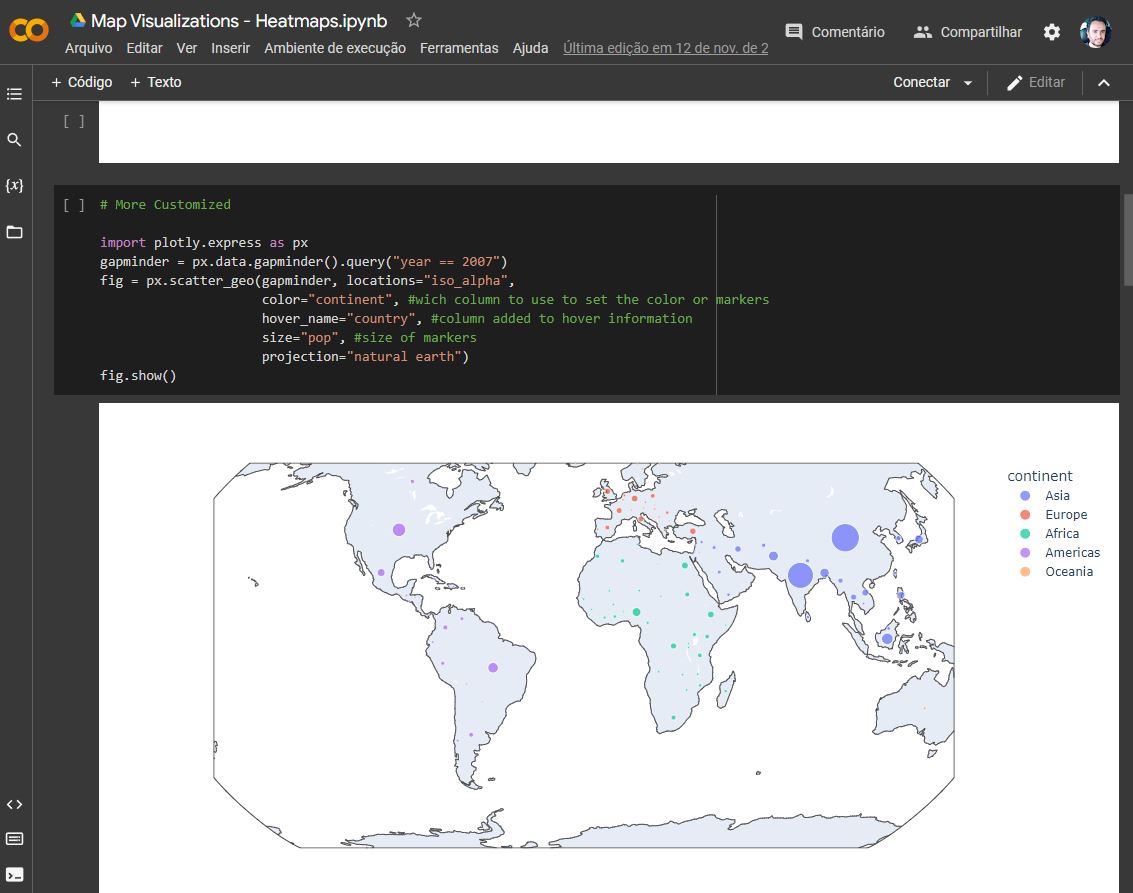 Map Visualizations - Heatmaps.ipynb
Arquivo Editar Ver Inserir Ambiente de execução Ferramentas Ajuda Última edição em 12 de nov. de 2
Comentário Compartilhar
+ Código + Texto
Conectar Editar
[ ]
{x}
[ ] # More Customized
import plotly.express as px
gapminder = px.data.gapminder().query("year == 2007")
fig = px.scatter_geo(gapminder, locations="iso_alpha",
color="continent", #wich column to use to set the color or markers
hover_name="country", #column added to hover information
size="pop", #size of markers
projection="natural earth")
fig.show()
continent
Asia
Europe
Africa
Americas
Oceania